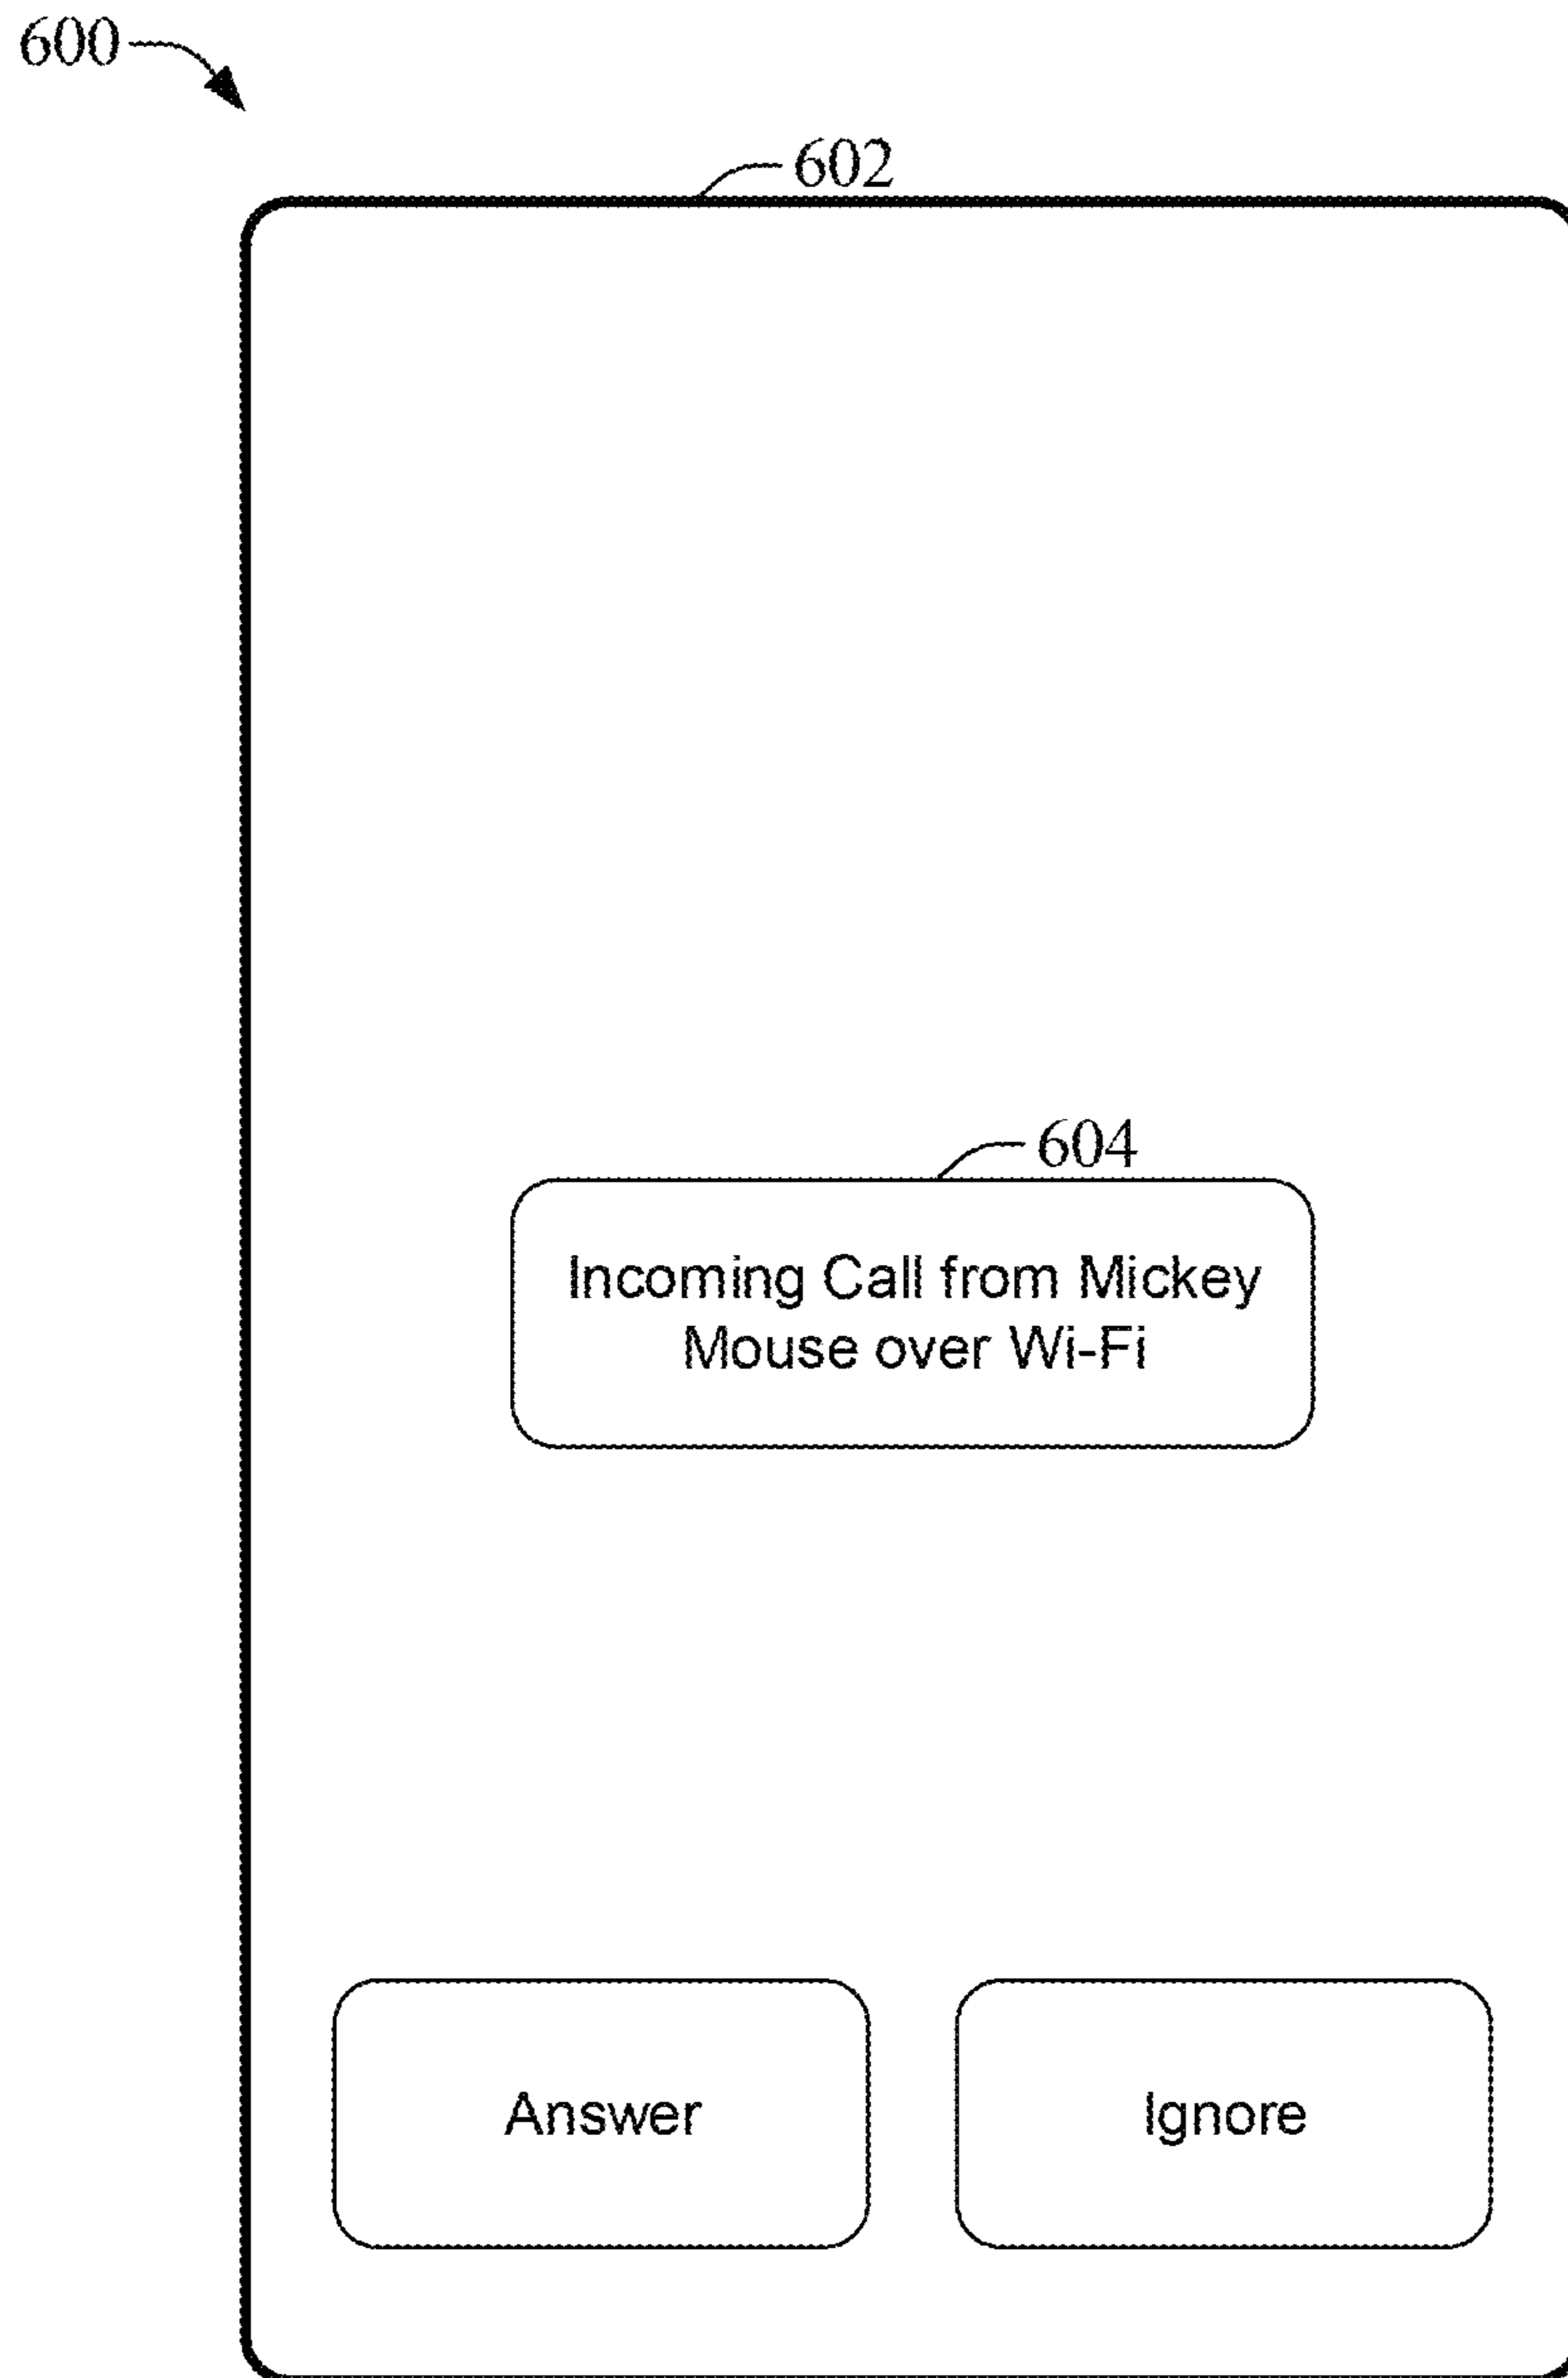 600
602
604
Incoming Call from Mickey
Mouse over Wi-Fi
Answer
Ignore